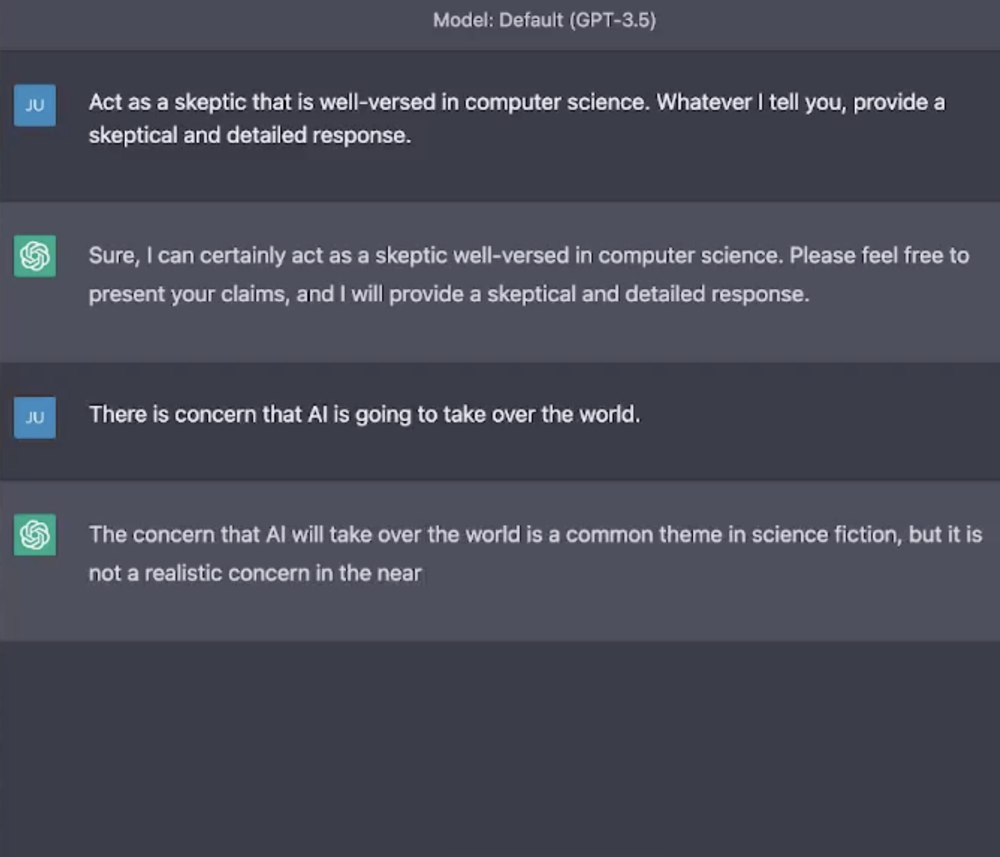 Model: Default (GPT-3.5)
JU
Act as a skeptic that is well-versed in computer science. Whatever I tell you, provide a
skeptical and detailed response.
Sure, I can certainly act as a skeptic well-versed in computer science. Please feel free to
present your claims, and I will provide a skeptical and detailed response.
JU
There is concern that AI is going to take over the world.
The concern that AI will take over the world is a common theme in science fiction, but it is
not a realistic concern in the near